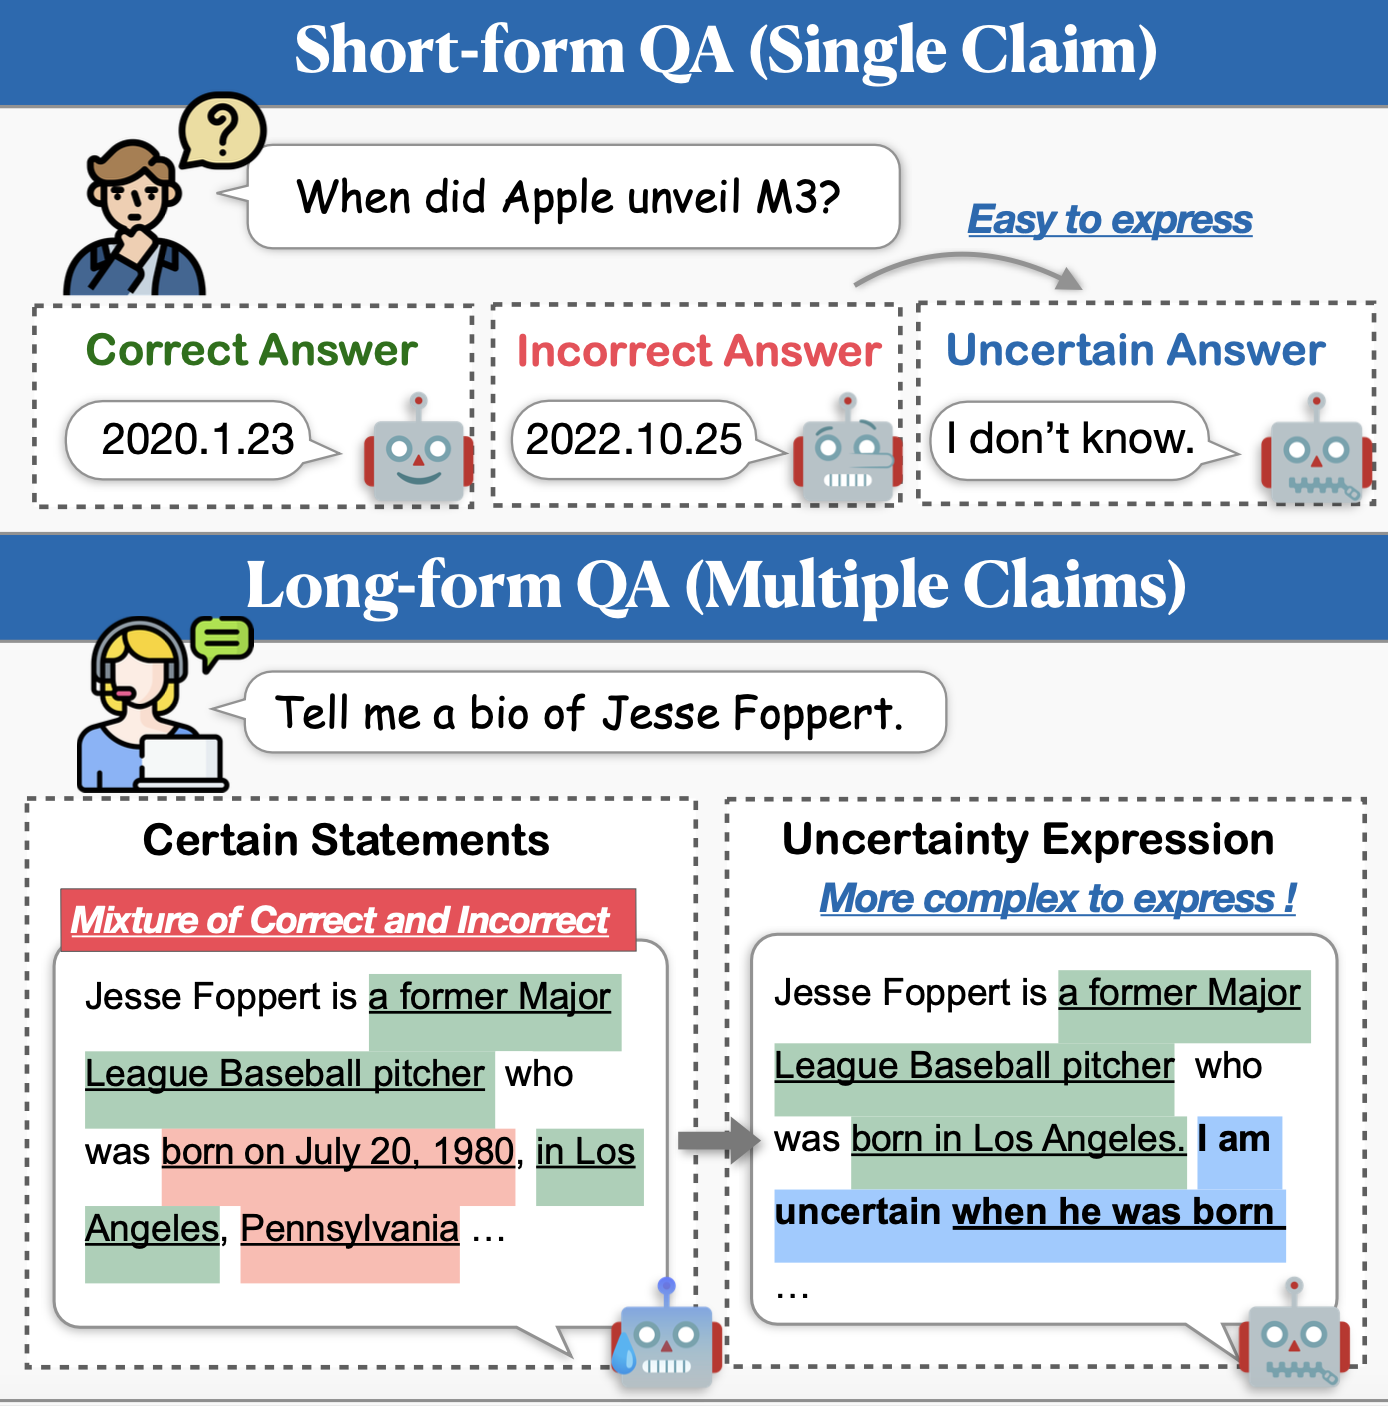 Short-form QA (Single Claim)
?
When did Apple unveil M3?
Easy to express
Correct Answer
Incorrect Answer
Uncertain Answer
2020.1.23
2022.10.25
I don't know.
Long-form QA (Multiple Claims)
Tell me a bio of Jesse Foppert.
Certain Statements
Mixture of Correct and Incorrect
Jesse Foppert is a former Major
League Baseball pitcher who
was born on July 20, 1980, in Los
Angeles, Pennsylvania ...
Uncertainty Expression
More complex to express !
Jesse Foppert is a former Major
League Baseball pitcher who
was born in Los Angeles. I am
uncertain when he was born
...